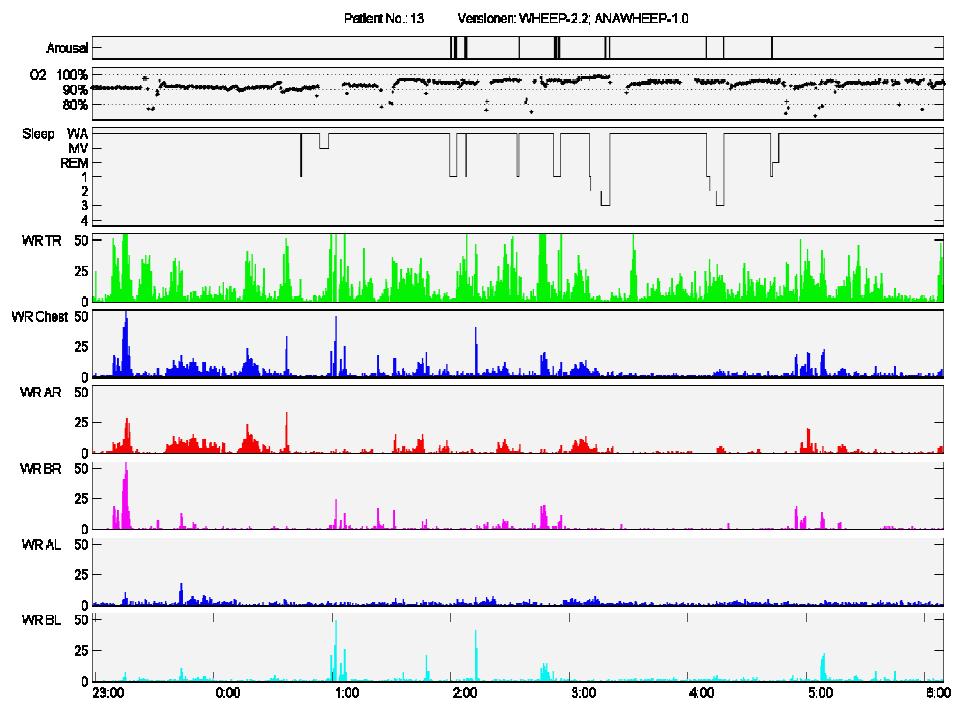 Patient No.: 13 Versionen: WHEEP-2.2; ANAWHEEP-1.0
Arousal
O2 100%
90%
80%
Sleep WA
MV
REM
1
2
3
4
WR TR 50
25
0
WR Chest 50
25
0
WR AR 50
25
0
WR BR 50
25
0
WR AL 50
25
0
WR BL 50
25
0
23:00 0:00 1:00 2:00 3:00 4:00 5:00 6:00